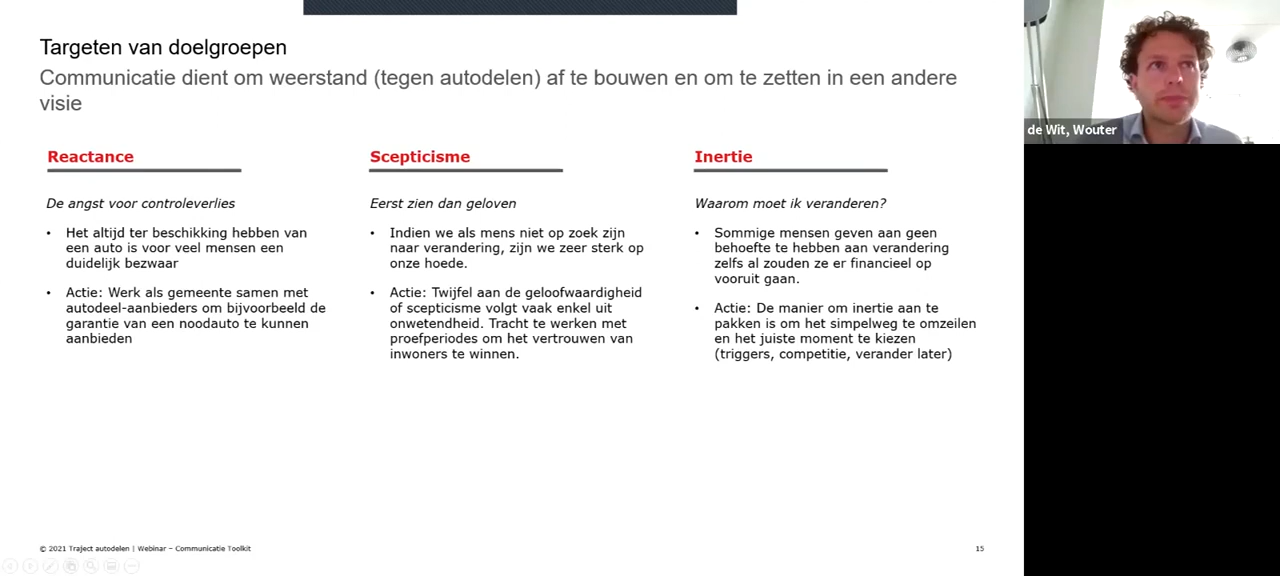 Targeten van doelgroepen
Communicatie dient om weerstand (tegen autodelen) af te bouwen en om te zetten in een andere
visie
de Wit, Wouter
Reactance
De angst voor controleverlies
• Het altijd ter beschikking hebben van
een auto is voor veel mensen een
duidelijk bezwaar
• Actie: Werk als gemeente samen met
autodeel-aanbieders om bijvoorbeeld de
garantie van een noodauto te kunnen
aanbieden
Scepticisme
Eerst zien dan geloven
• Indien we als mens niet op zoek zijn
naar verandering, zijn we zeer sterk op
onze hoede.
• Actie: Twijfel aan de geloofwaardigheid
of scepticisme volgt vaak enkel uit
onwetendheid. Tracht te werken met
proefperiodes om het vertrouwen van
inwoners te winnen.
Inertie
Waarom moet ik veranderen?
• Sommige mensen geven aan geen
behoefte te hebben aan verandering
zelfs al zouden ze er financieel op
vooruit gaan.
• Actie: De manier om inertie aan te
pakken is om het simpelweg te omzeilen
en het juiste moment te kiezen
(triggers, competitie, verander later)
© 2021 Traject autodelen | Webinar – Communicatie Toolkit
15